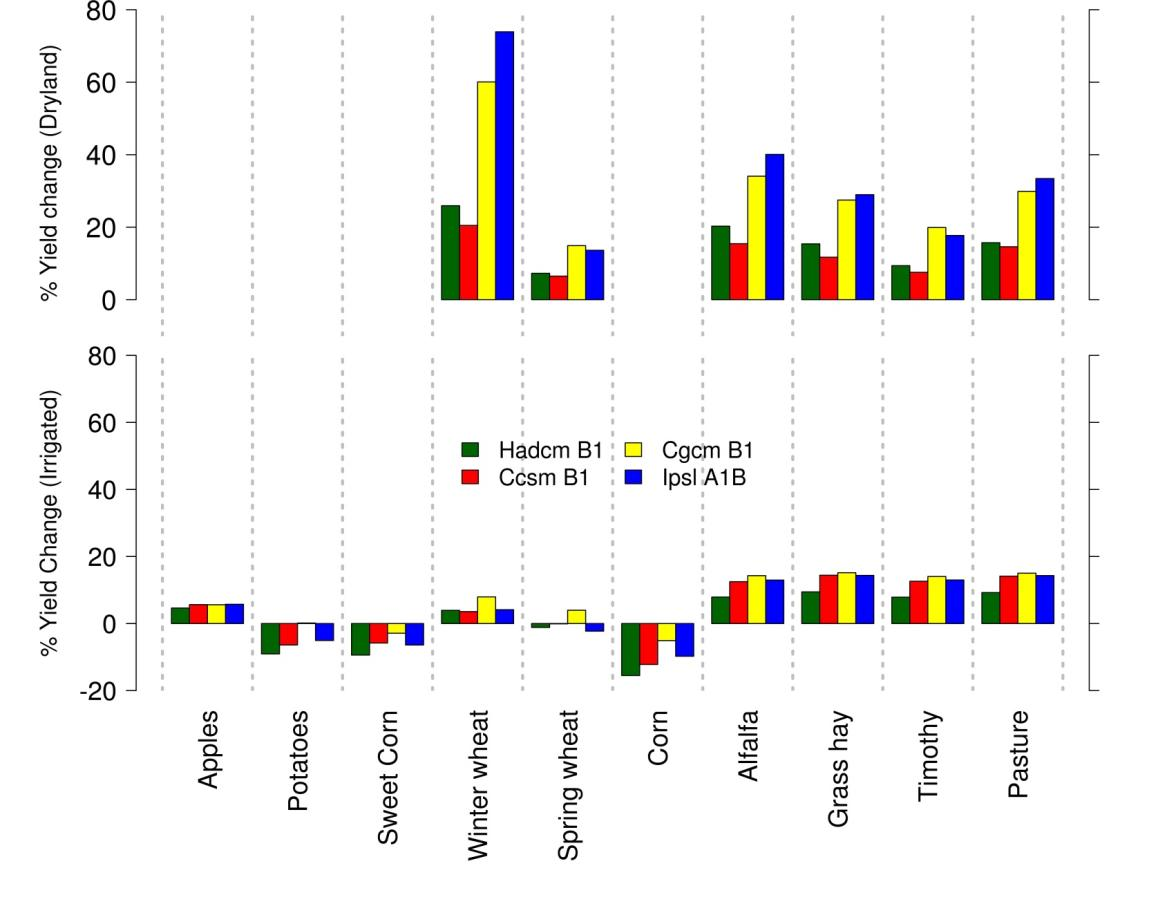 % Yield change (Dryland)
80
60
40
20
0
% Yield Change (Irrigated)
80
60
40
20
0
-20
Hadcm B1
Cgcm B1
Ccsm B1
Ipsl A1B
Apples
Potatoes
Sweet Corn
Winter wheat
Spring wheat
Corn
Alfalfa
Grass hay
Timothy
Pasture